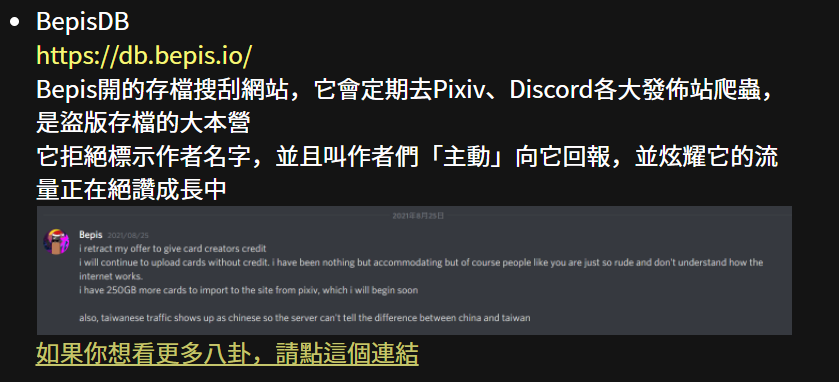 BepisDB
https://db.bepis.io/
Bepis開的存檔搜刮網站，它會定期去Pixiv、Discord各大發佈站爬蟲，
是盜版存檔的大本營
它拒絕標示作者名字，並且叫作者們「主動」向它回報，並炫耀它的流
量正在絕讚成長中
2021年8月25日
Bepis 2021/08/25
i retract my offer to give card creators credit
i will continue to upload cards without credit. i have been nothing but accommodating but of course people like you are just so rude and don't understand how the
internet works.
i have 250GB more cards to import to the site from pixiv, which i will begin soon
also, taiwanese traffic shows up as chinese so the server can't tell the difference between china and taiwan
如果你想看更多八卦，請點這個連結